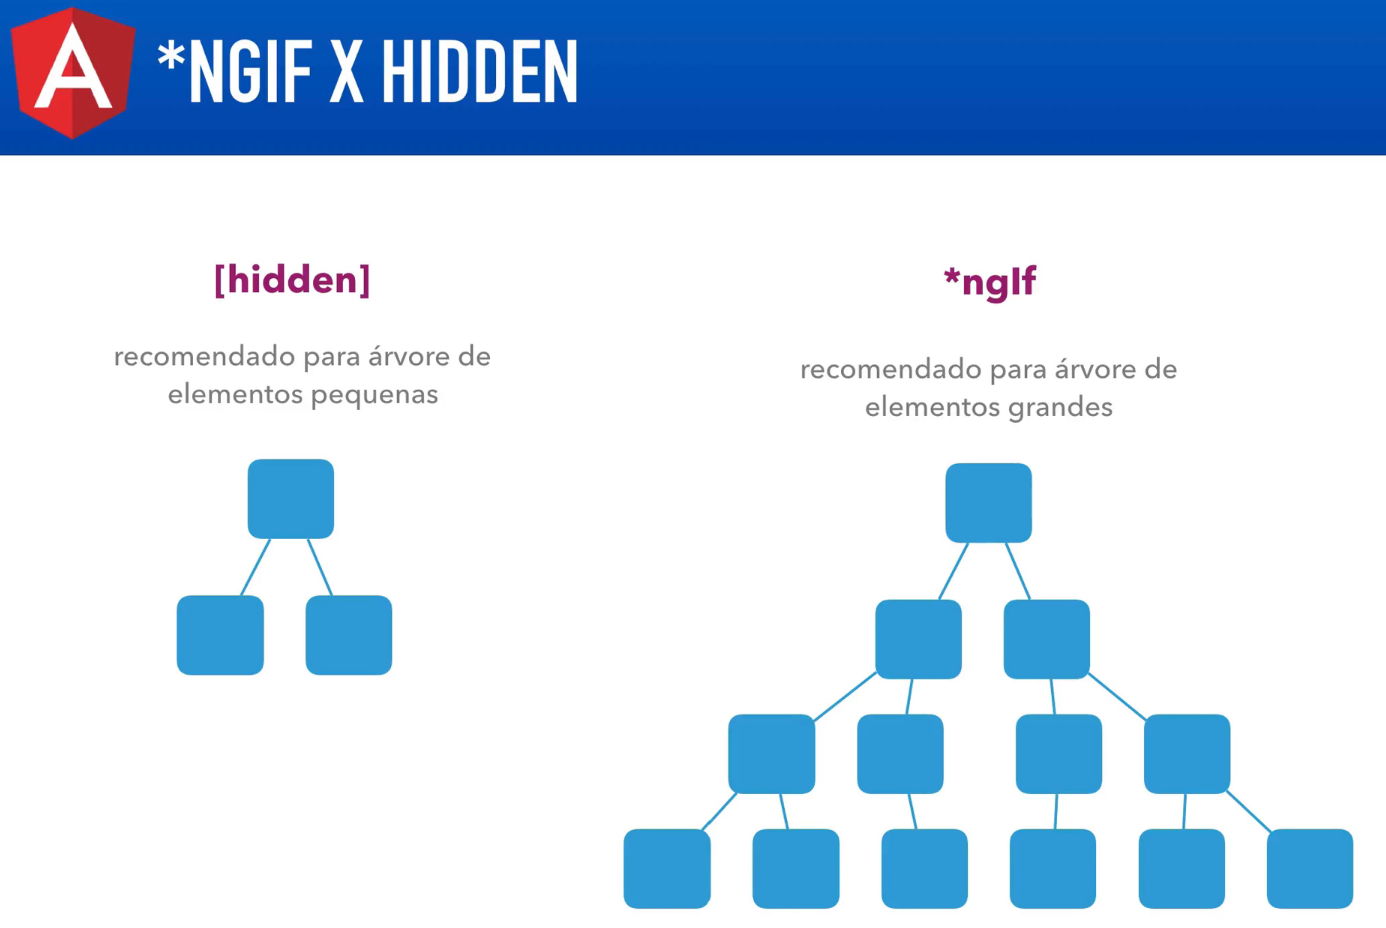 *NGIF X HIDDEN
[hidden]
recomendado para árvore de
elementos pequenas
*ngIf
recomendado para árvore de
elementos grandes